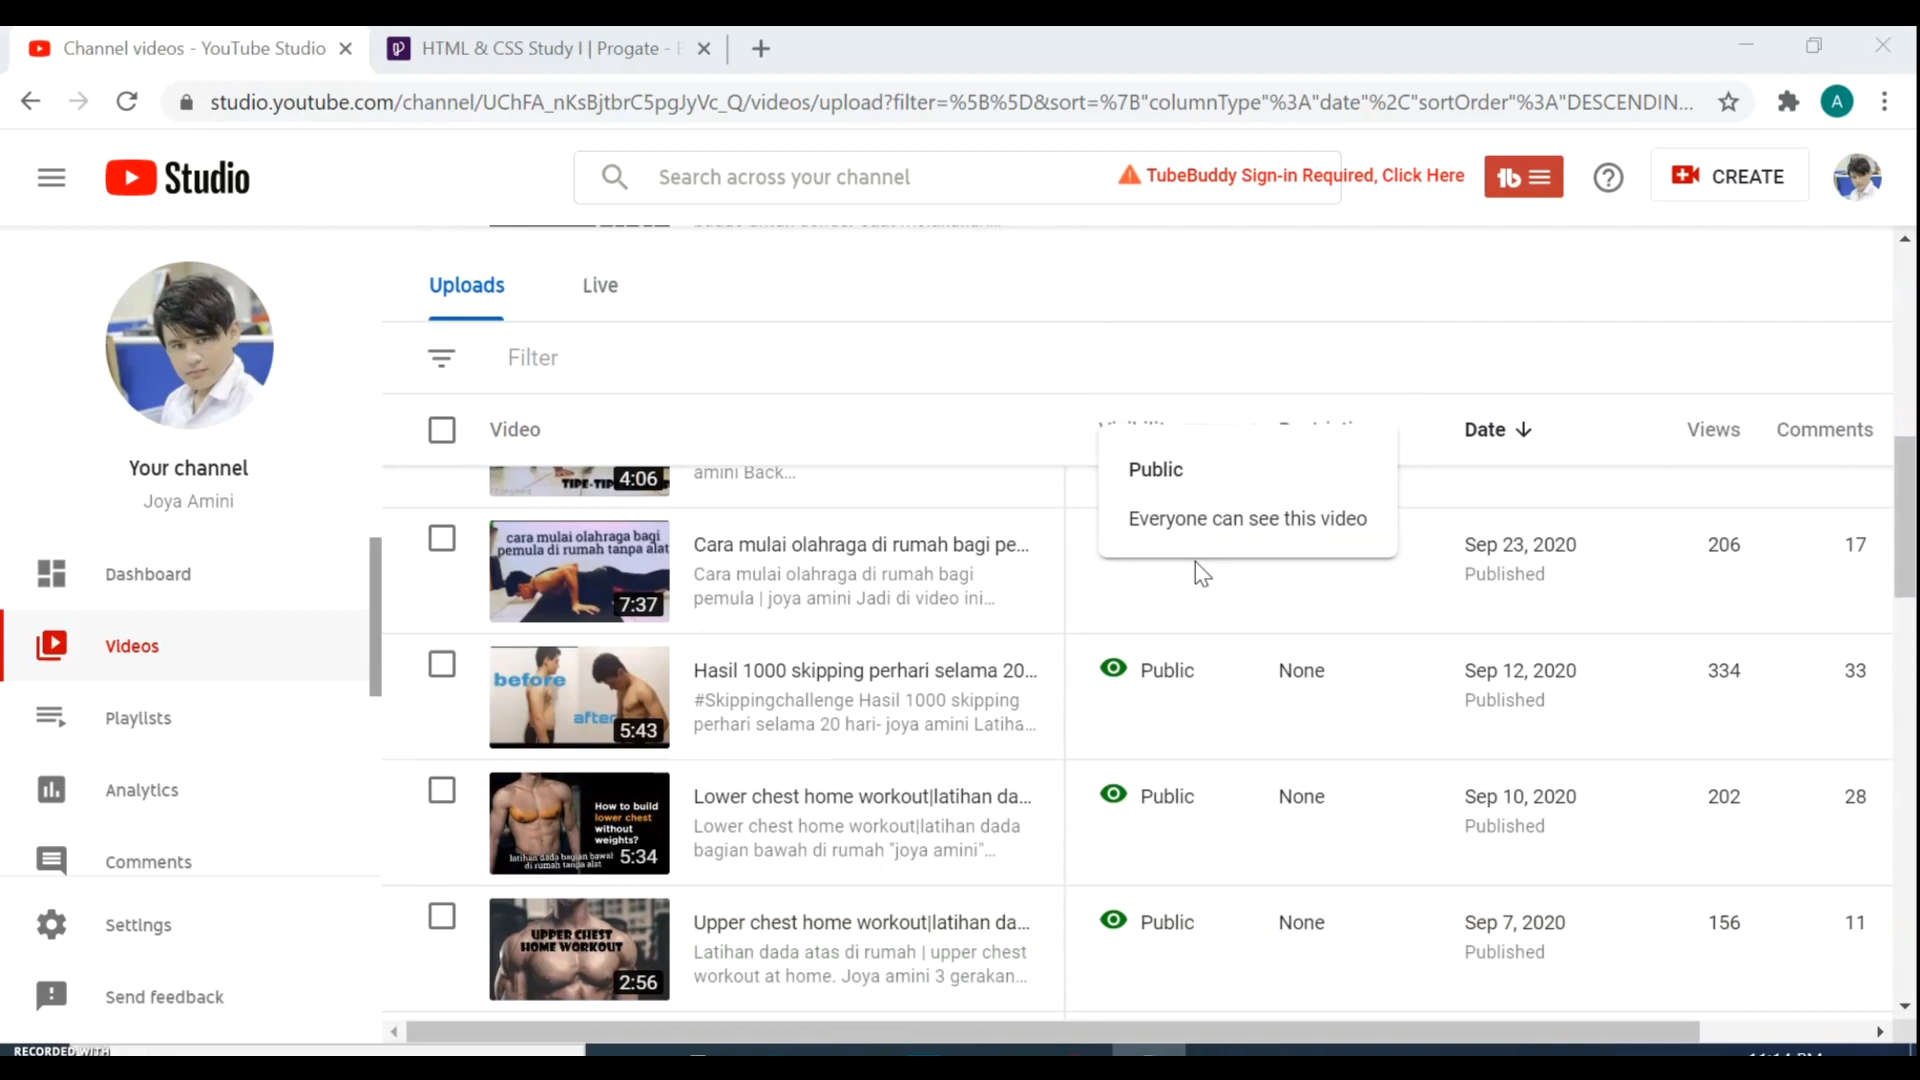 Channel videos - YouTube Studio
HTML & CSS Study I | Progate -
studio.youtube.com/channel/UChFA_nKsBjtbrC5pgJyVc_Q/videos/upload?filter=%5B%5D&sort=%7B"columnType"%3A"date"%2C"sortOrder"%3A"DESCENDIN...
A
Studio
Search across your channel
TubeBuddy Sign-in Required, Click Here
tb
CREATE
Your channel
Joya Amini
Dashboard
Videos
Playlists
Analytics
Comments
Settings
Send feedback
Uploads
Live
Filter
Video
Date
Views
Comments
4:06
amini Back...
Public
Everyone can see this video
cara mulai olahraga bagi
pemula di rumah tanpa alat
7:37
Cara mulai olahraga di rumah bagi pe...
Cara mulai olahraga di rumah bagi
pemula | joya amini Jadi di video ini...
Sep 23, 2020
Published
206
17
before
after
5:43
Hasil 1000 skipping perhari selama 20...
#Skippingchallenge Hasil 1000 skipping
perhari selama 20 hari- joya amini Latiha...
Public
None
Sep 12, 2020
Published
334
33
How to build
lower chest
without
weights?
latihan dada bagian bawah
di rumah tanpa alat
5:34
Lower chest home workout|latihan da...
Lower chest home workout|latihan dada
bagian bawah di rumah "joya amini"...
Public
None
Sep 10, 2020
Published
202
28
UPPER CHEST
HOME WORKOUT
2:56
Upper chest home workout|latihan da...
Latihan dada atas di rumah | upper chest
workout at home. Joya amini 3 gerakan...
Public
None
Sep 7, 2020
Published
156
11
RECORDED WITH